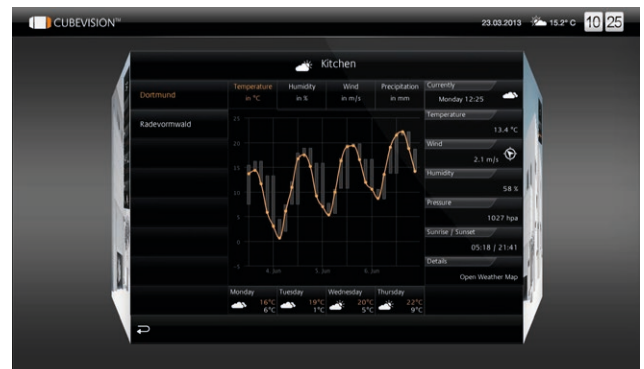 CUBEVISION™
23.03.2013 15.2° C 10 25
Kitchen
Dortmund
Radevormwald
Temperature in °C
Humidity in %
Wind in m/s
Precipitation in mm
25
20
15
10
5
0
-5
4. Jun 5. Jun 6. Jun
Currently
Monday 12:25
Temperature
13.4 °C
Wind
2.1 m/s
Humidity
58 %
Pressure
1027 hpa
Sunrise / Sunset
05:18 / 21:41
Details
Open Weather Map
Monday Tuesday Wednesday Thursday
16°C 19°C 20°C 22°C
6°C 1°C 5°C 9°C